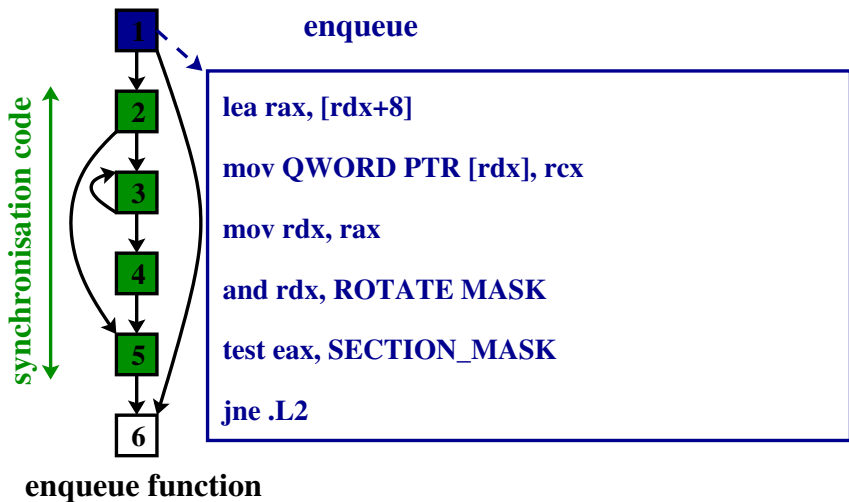 1
enqueue
2
3
4
5
6
synchronisation code
lea rax, [rdx+8]
mov QWORD PTR [rdx], rcx
mov rdx, rax
and rdx, ROTATE MASK
test eax, SECTION_MASK
jne .L2
enqueue function